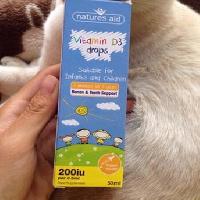 natures aid
Vitamin D3
drops
Suitable for
Infants and Children
Bones & Teeth Support
200iu
50ml